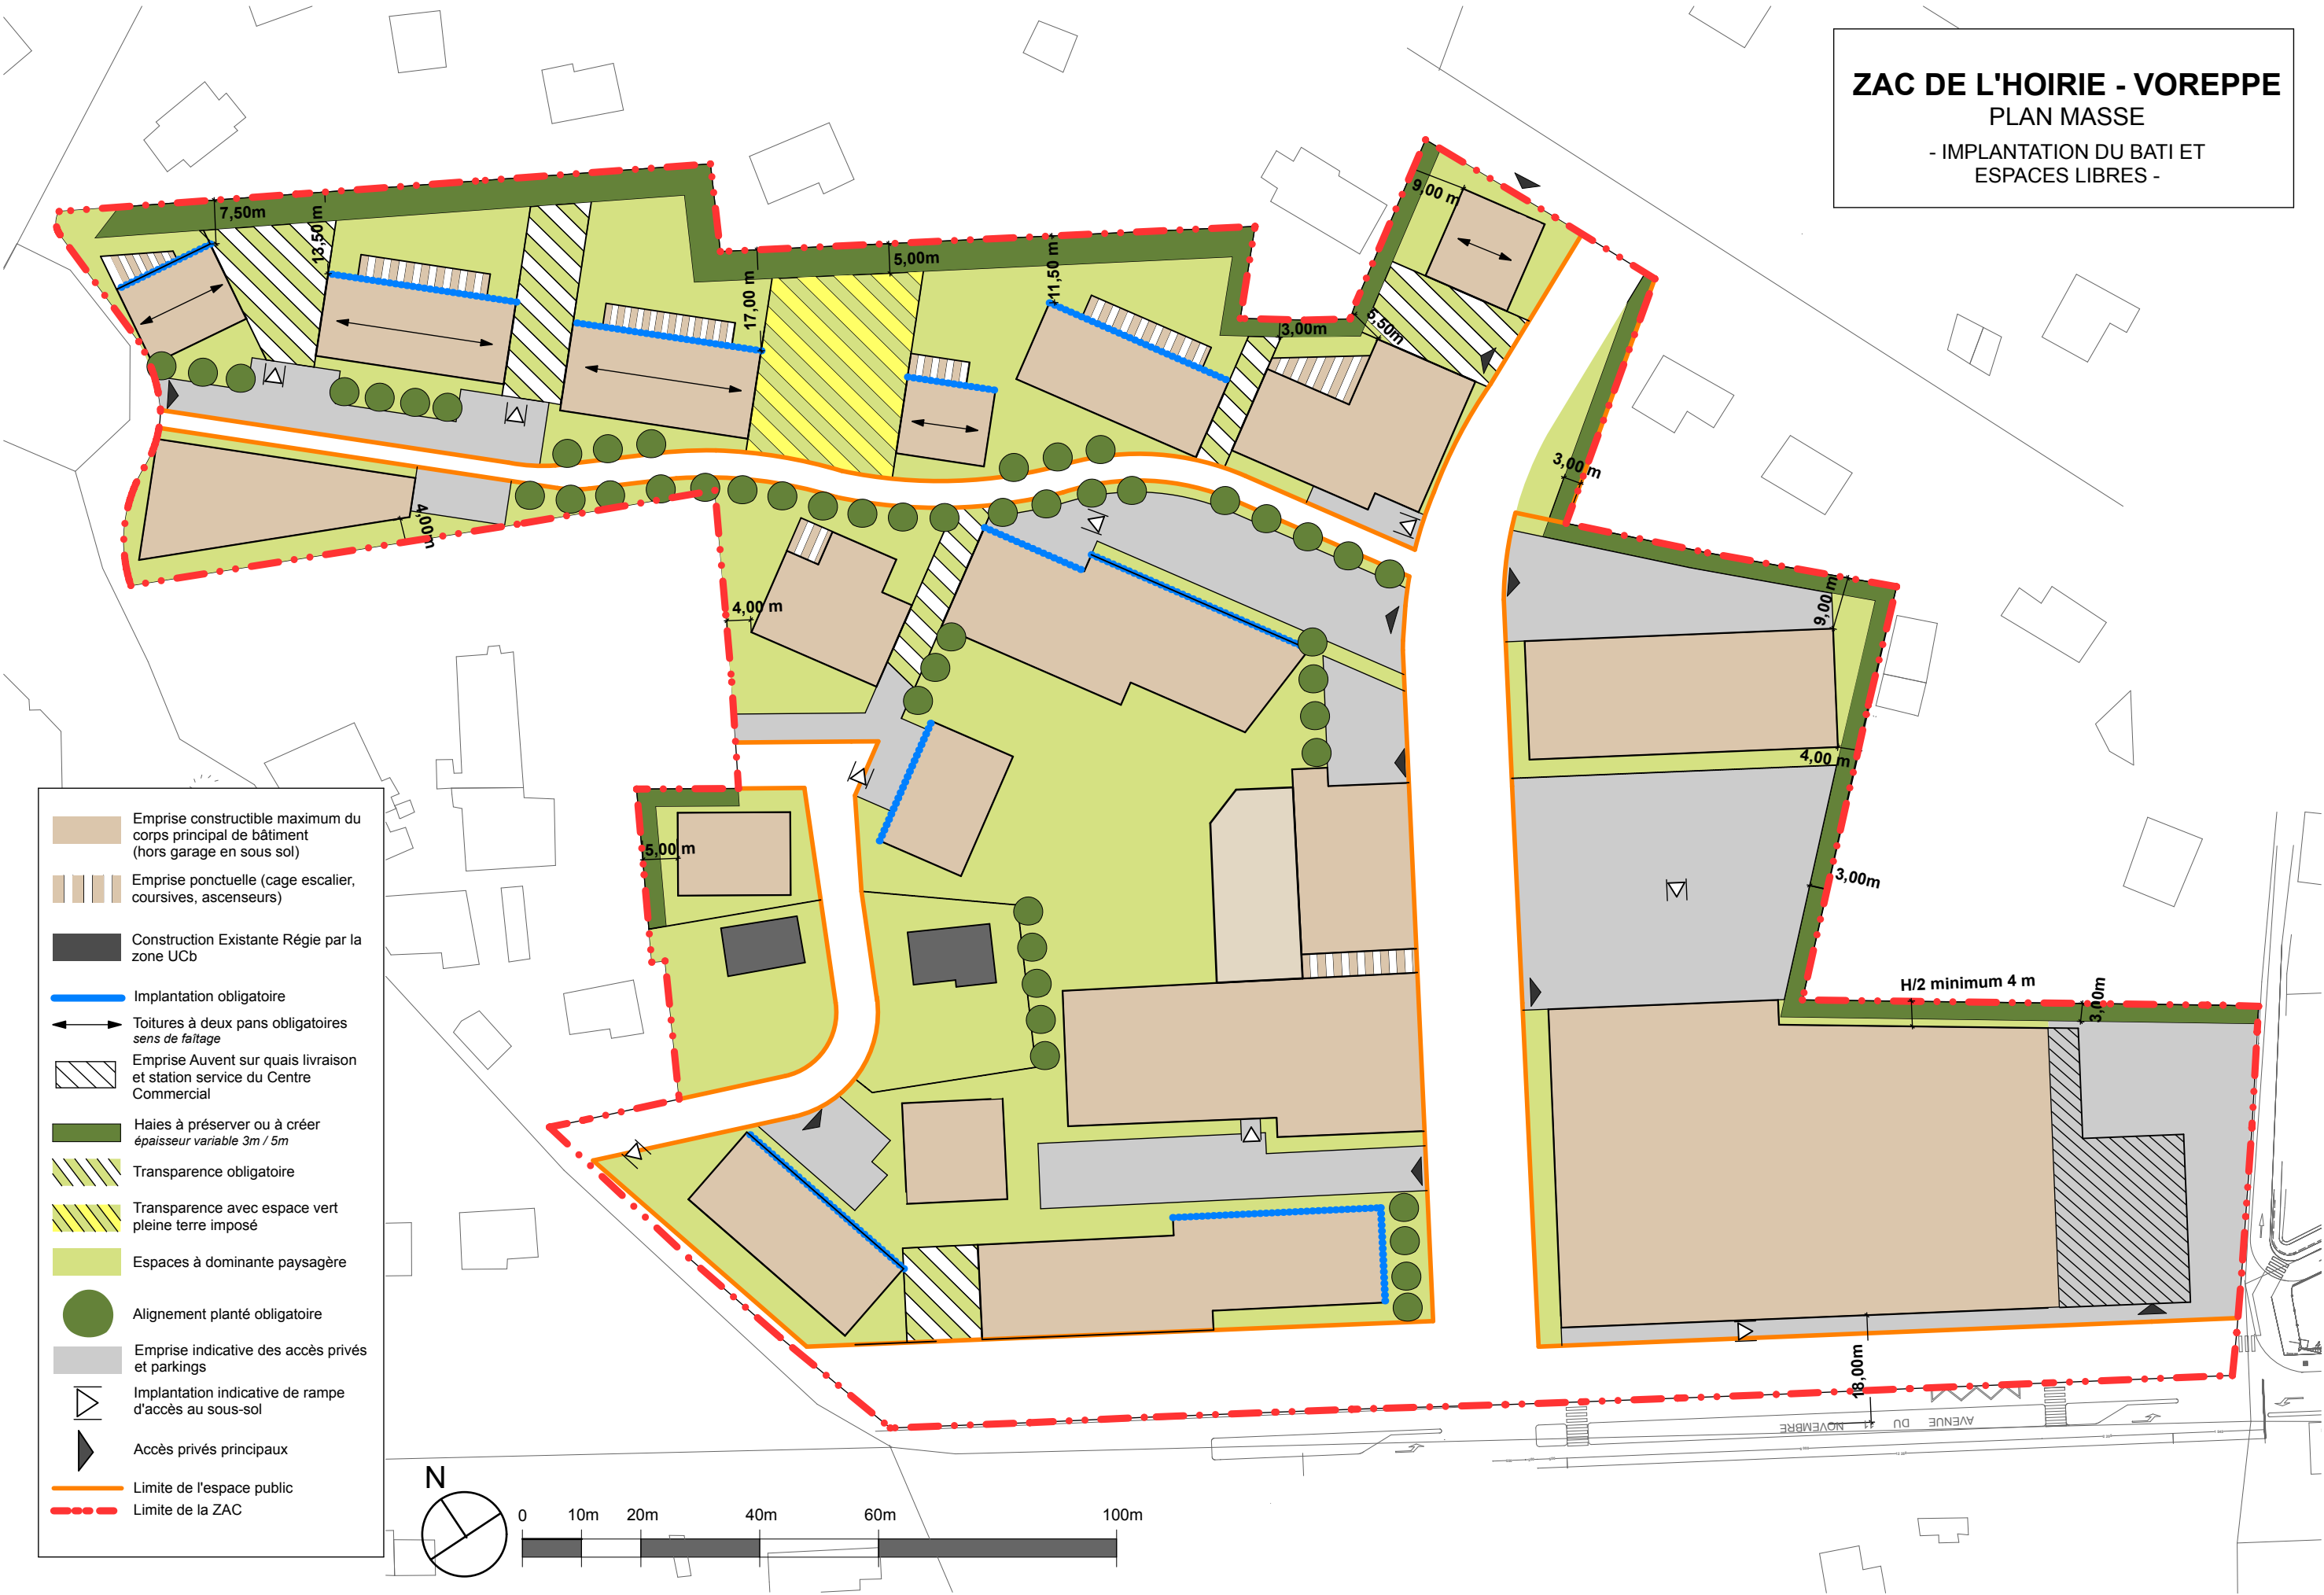 ZAC DE L'HOIRIE - VOREPPE
PLAN MASSE
- IMPLANTATION DU BATI ET
ESPACES LIBRES -
9,00 m
7,50m
13,50m
5,00m
17,00 m
11,50 m
3,00m
5,50m
3,00 m
4,00m
4,00 m
9,00 m
4,00 m
5,00 m
3,00m
H/2 minimum 4 m
3,00m
18,00m
AVENUE DU 11 NOVEMBRE
Emprise constructible maximum du
corps principal de bâtiment
(hors garage en sous sol)
Emprise ponctuelle (cage escalier,
coursives, ascenseurs)
Construction Existante Régie par la
zone UCb
Implantation obligatoire
Toitures à deux pans obligatoires
sens de faîtage
Emprise Auvent sur quais livraison
et station service du Centre
Commercial
Haies à préserver ou à créer
épaisseur variable 3m / 5m
Transparence obligatoire
Transparence avec espace vert
pleine terre imposé
Espaces à dominante paysagère
Alignement planté obligatoire
Emprise indicative des accès privés
et parkings
Implantation indicative de rampe
d'accès au sous-sol
Accès privés principaux
Limite de l'espace public
Limite de la ZAC
N
0 10m 20m 40m 60m 100m